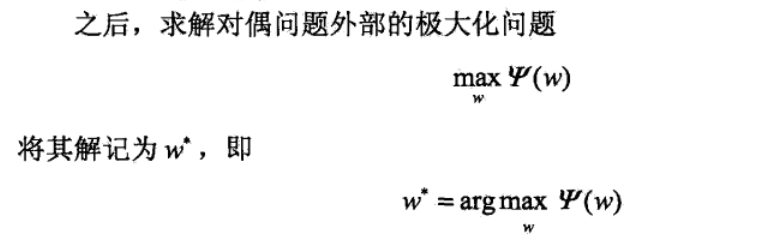 之后，求解对偶问题外部的极大化问题
max Ψ(w)
w
将其解记为 w*，即
w* = arg max Ψ(w)
w